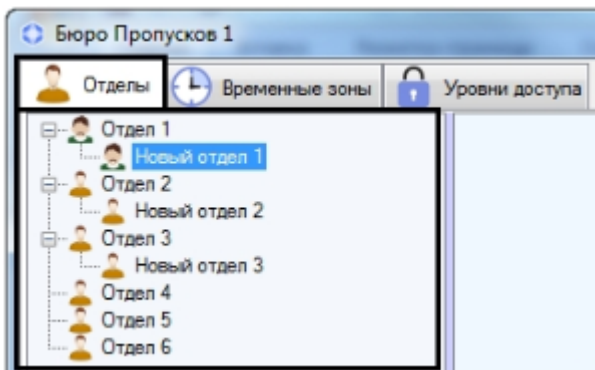 Бюро Пропусков 1
Отделы Временные зоны Уровни доступа
Отдел 1
Новый отдел 1
Отдел 2
Новый отдел 2
Отдел 3
Новый отдел 3
Отдел 4
Отдел 5
Отдел 6